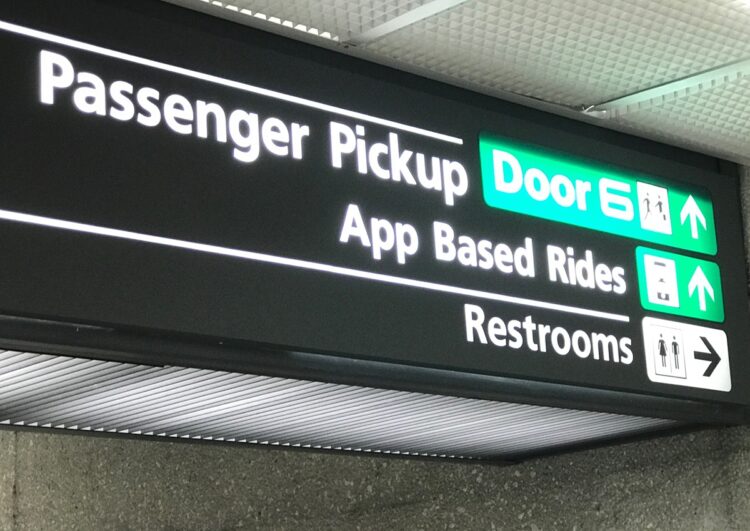 Passenger Pickup Door 6
App Based Rides
Restrooms